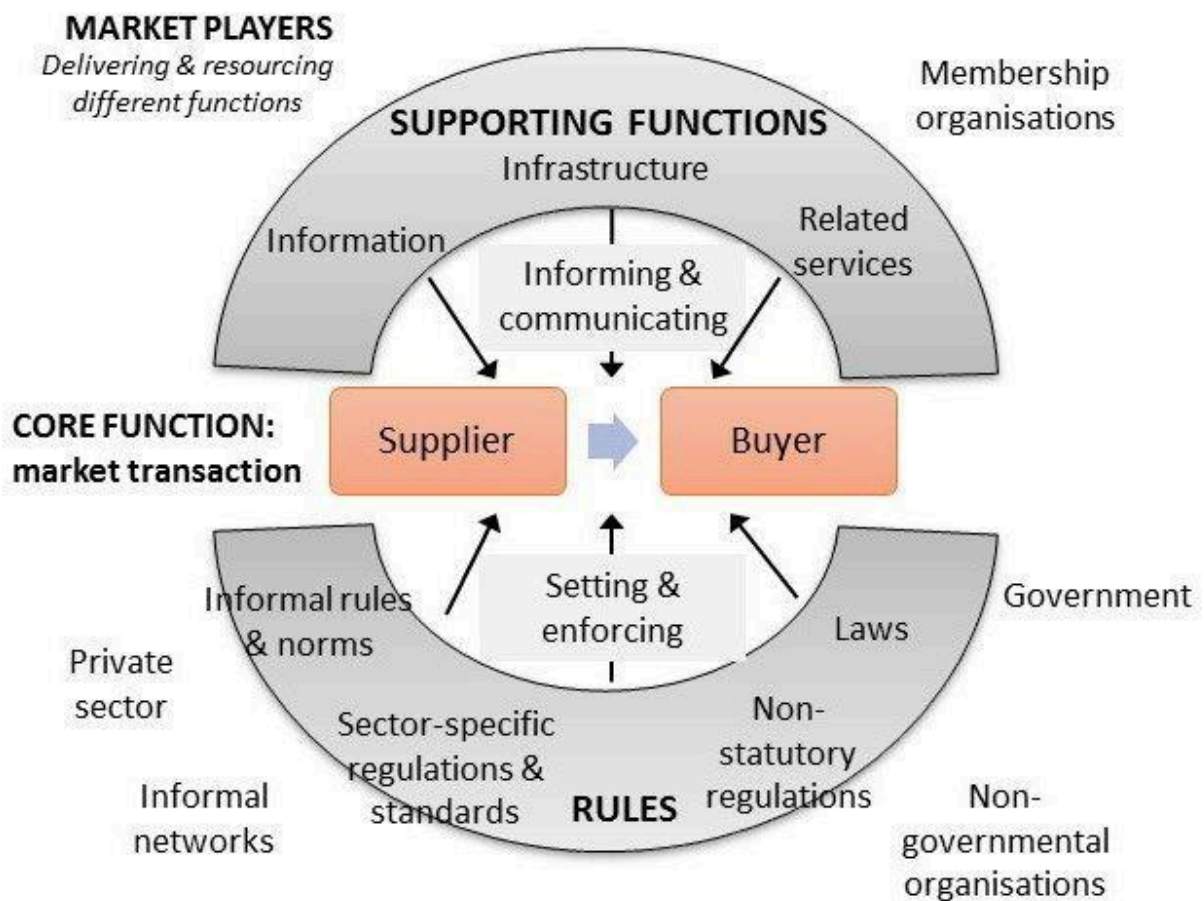 MARKET PLAYERS
Delivering & resourcing
different functions
Membership
organisations
SUPPORTING FUNCTIONS
Infrastructure
Information
Related
services
Informing &
communicating
CORE FUNCTION:
market transaction
Supplier
Buyer
Setting &
enforcing
Informal rules
& norms
Laws
Government
Private
sector
Sector-specific
regulations &
standards
Non-
statutory
regulations
RULES
Informal
networks
Non-
governmental
organisations